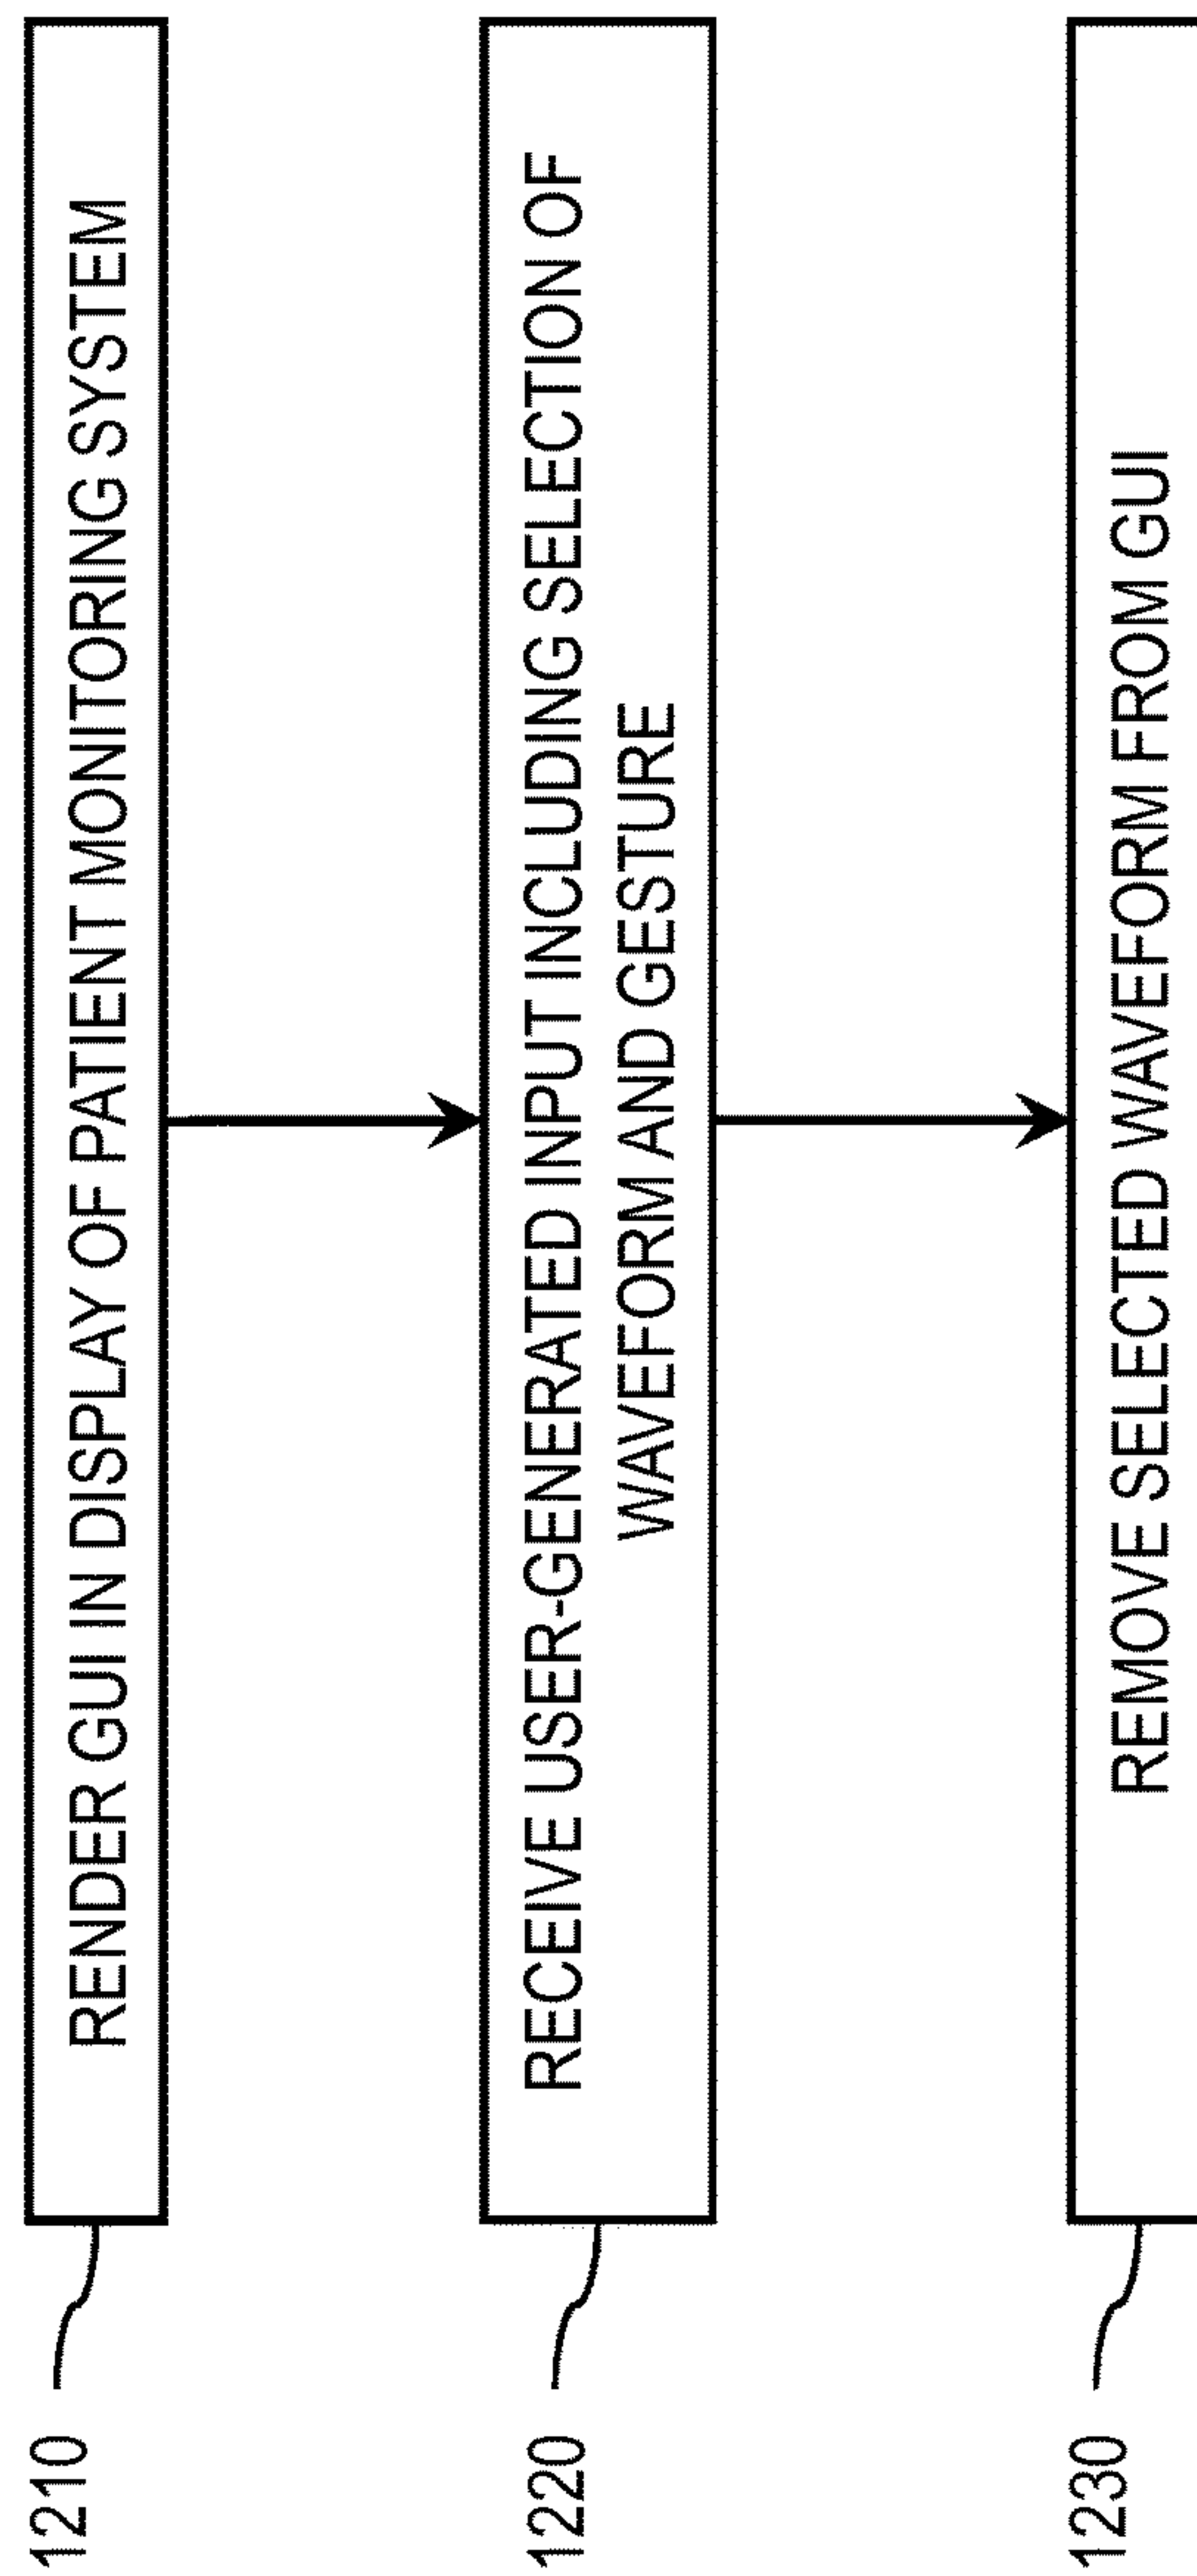 1210
RENDER GUI IN DISPLAY OF PATIENT MONITORING SYSTEM
1220
RECEIVE USER-GENERATED INPUT INCLUDING SELECTION OF
WAVEFORM AND GESTURE
1230
REMOVE SELECTED WAVEFORM FROM GUI